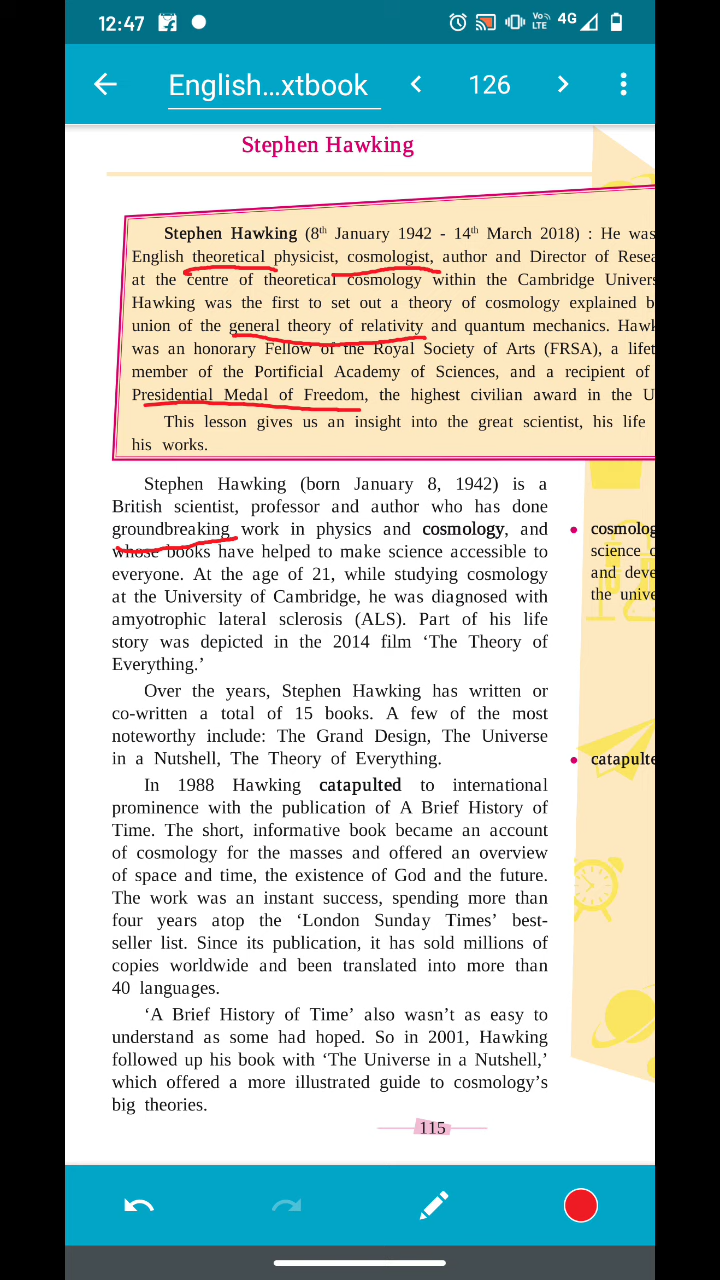 12:47
Vo LTE 4G
English...xtbook
126
Stephen Hawking
Stephen Hawking (8th January 1942 - 14th March 2018) : He was
English theoretical physicist, cosmologist, author and Director of Resea
at the centre of theoretical cosmology within the Cambridge Univers
Hawking was the first to set out a theory of cosmology explained b
union of the general theory of relativity and quantum mechanics. Hawk
was an honorary Fellow of the Royal Society of Arts (FRSA), a lifet
member of the Portificial Academy of Sciences, and a recipient of
Presidential Medal of Freedom, the highest civilian award in the U
This lesson gives us an insight into the great scientist, his life
his works.
Stephen Hawking (born January 8, 1942) is a
British scientist, professor and author who has done
groundbreaking work in physics and cosmology, and
whose books have helped to make science accessible to
everyone. At the age of 21, while studying cosmology
at the University of Cambridge, he was diagnosed with
amyotrophic lateral sclerosis (ALS). Part of his life
story was depicted in the 2014 film ‘The Theory of
Everything.’
Over the years, Stephen Hawking has written or
co-written a total of 15 books. A few of the most
noteworthy include: The Grand Design, The Universe
in a Nutshell, The Theory of Everything.
In 1988 Hawking catapulted to international
prominence with the publication of A Brief History of
Time. The short, informative book became an account
of cosmology for the masses and offered an overview
of space and time, the existence of God and the future.
The work was an instant success, spending more than
four years atop the ‘London Sunday Times’ best-
seller list. Since its publication, it has sold millions of
copies worldwide and been translated into more than
40 languages.
‘A Brief History of Time’ also wasn’t as easy to
understand as some had hoped. So in 2001, Hawking
followed up his book with ‘The Universe in a Nutshell,’
which offered a more illustrated guide to cosmology’s
big theories.
• cosmolog
science o
and deve
the unive
• catapulte
115